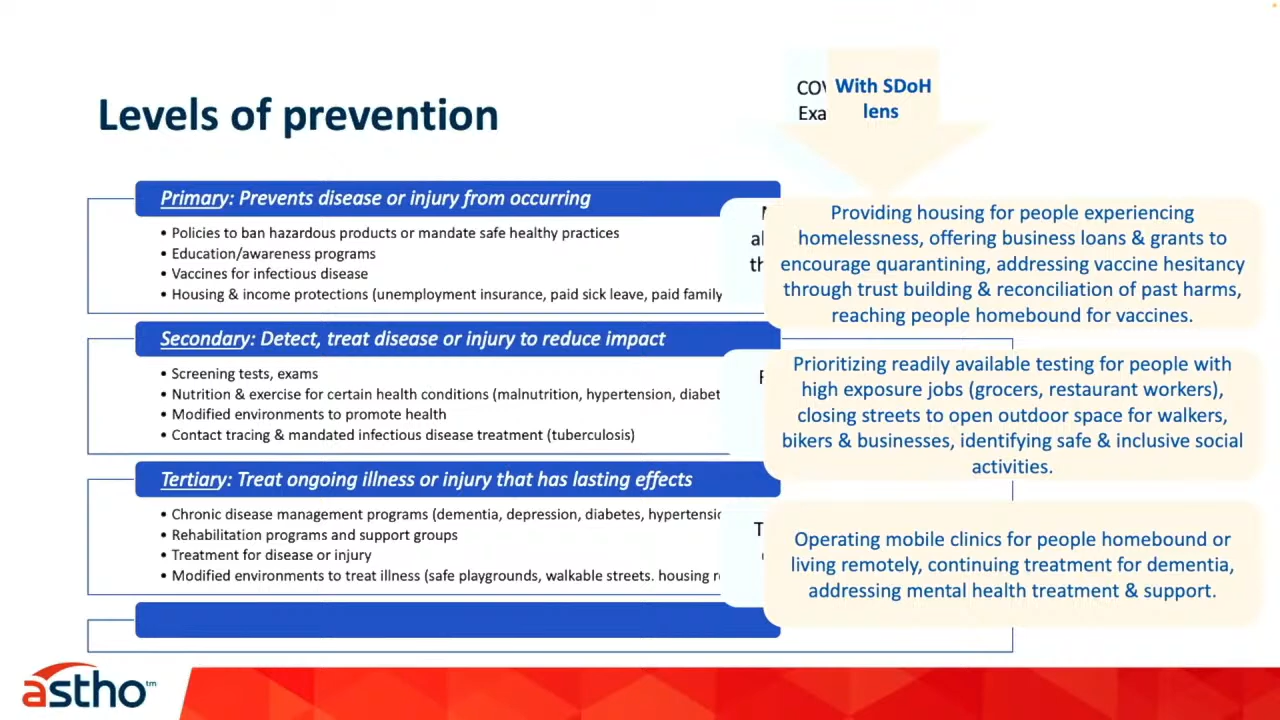 Levels of prevention
With SDoH
lens
Primary: Prevents disease or injury from occurring
• Policies to ban hazardous products or mandate safe healthy practices
• Education/awareness programs
• Vaccines for infectious disease
• Housing & income protections (unemployment insurance, paid sick leave, paid family
Providing housing for people experiencing
homelessness, offering business loans & grants to
encourage quarantining, addressing vaccine hesitancy
through trust building & reconciliation of past harms,
reaching people homebound for vaccines.
Secondary: Detect, treat disease or injury to reduce impact
• Screening tests, exams
• Nutrition & exercise for certain health conditions (malnutrition, hypertension, diabet
• Modified environments to promote health
• Contact tracing & mandated infectious disease treatment (tuberculosis)
Prioritizing readily available testing for people with
high exposure jobs (grocers, restaurant workers),
closing streets to open outdoor space for walkers,
bikers & businesses, identifying safe & inclusive social
activities.
Tertiary: Treat ongoing illness or injury that has lasting effects
• Chronic disease management programs (dementia, depression, diabetes, hypertensio
• Rehabilitation programs and support groups
• Treatment for disease or injury
• Modified environments to treat illness (safe playgrounds, walkable streets. housing r
Operating mobile clinics for people homebound or
living remotely, continuing treatment for dementia,
addressing mental health treatment & support.
astho™